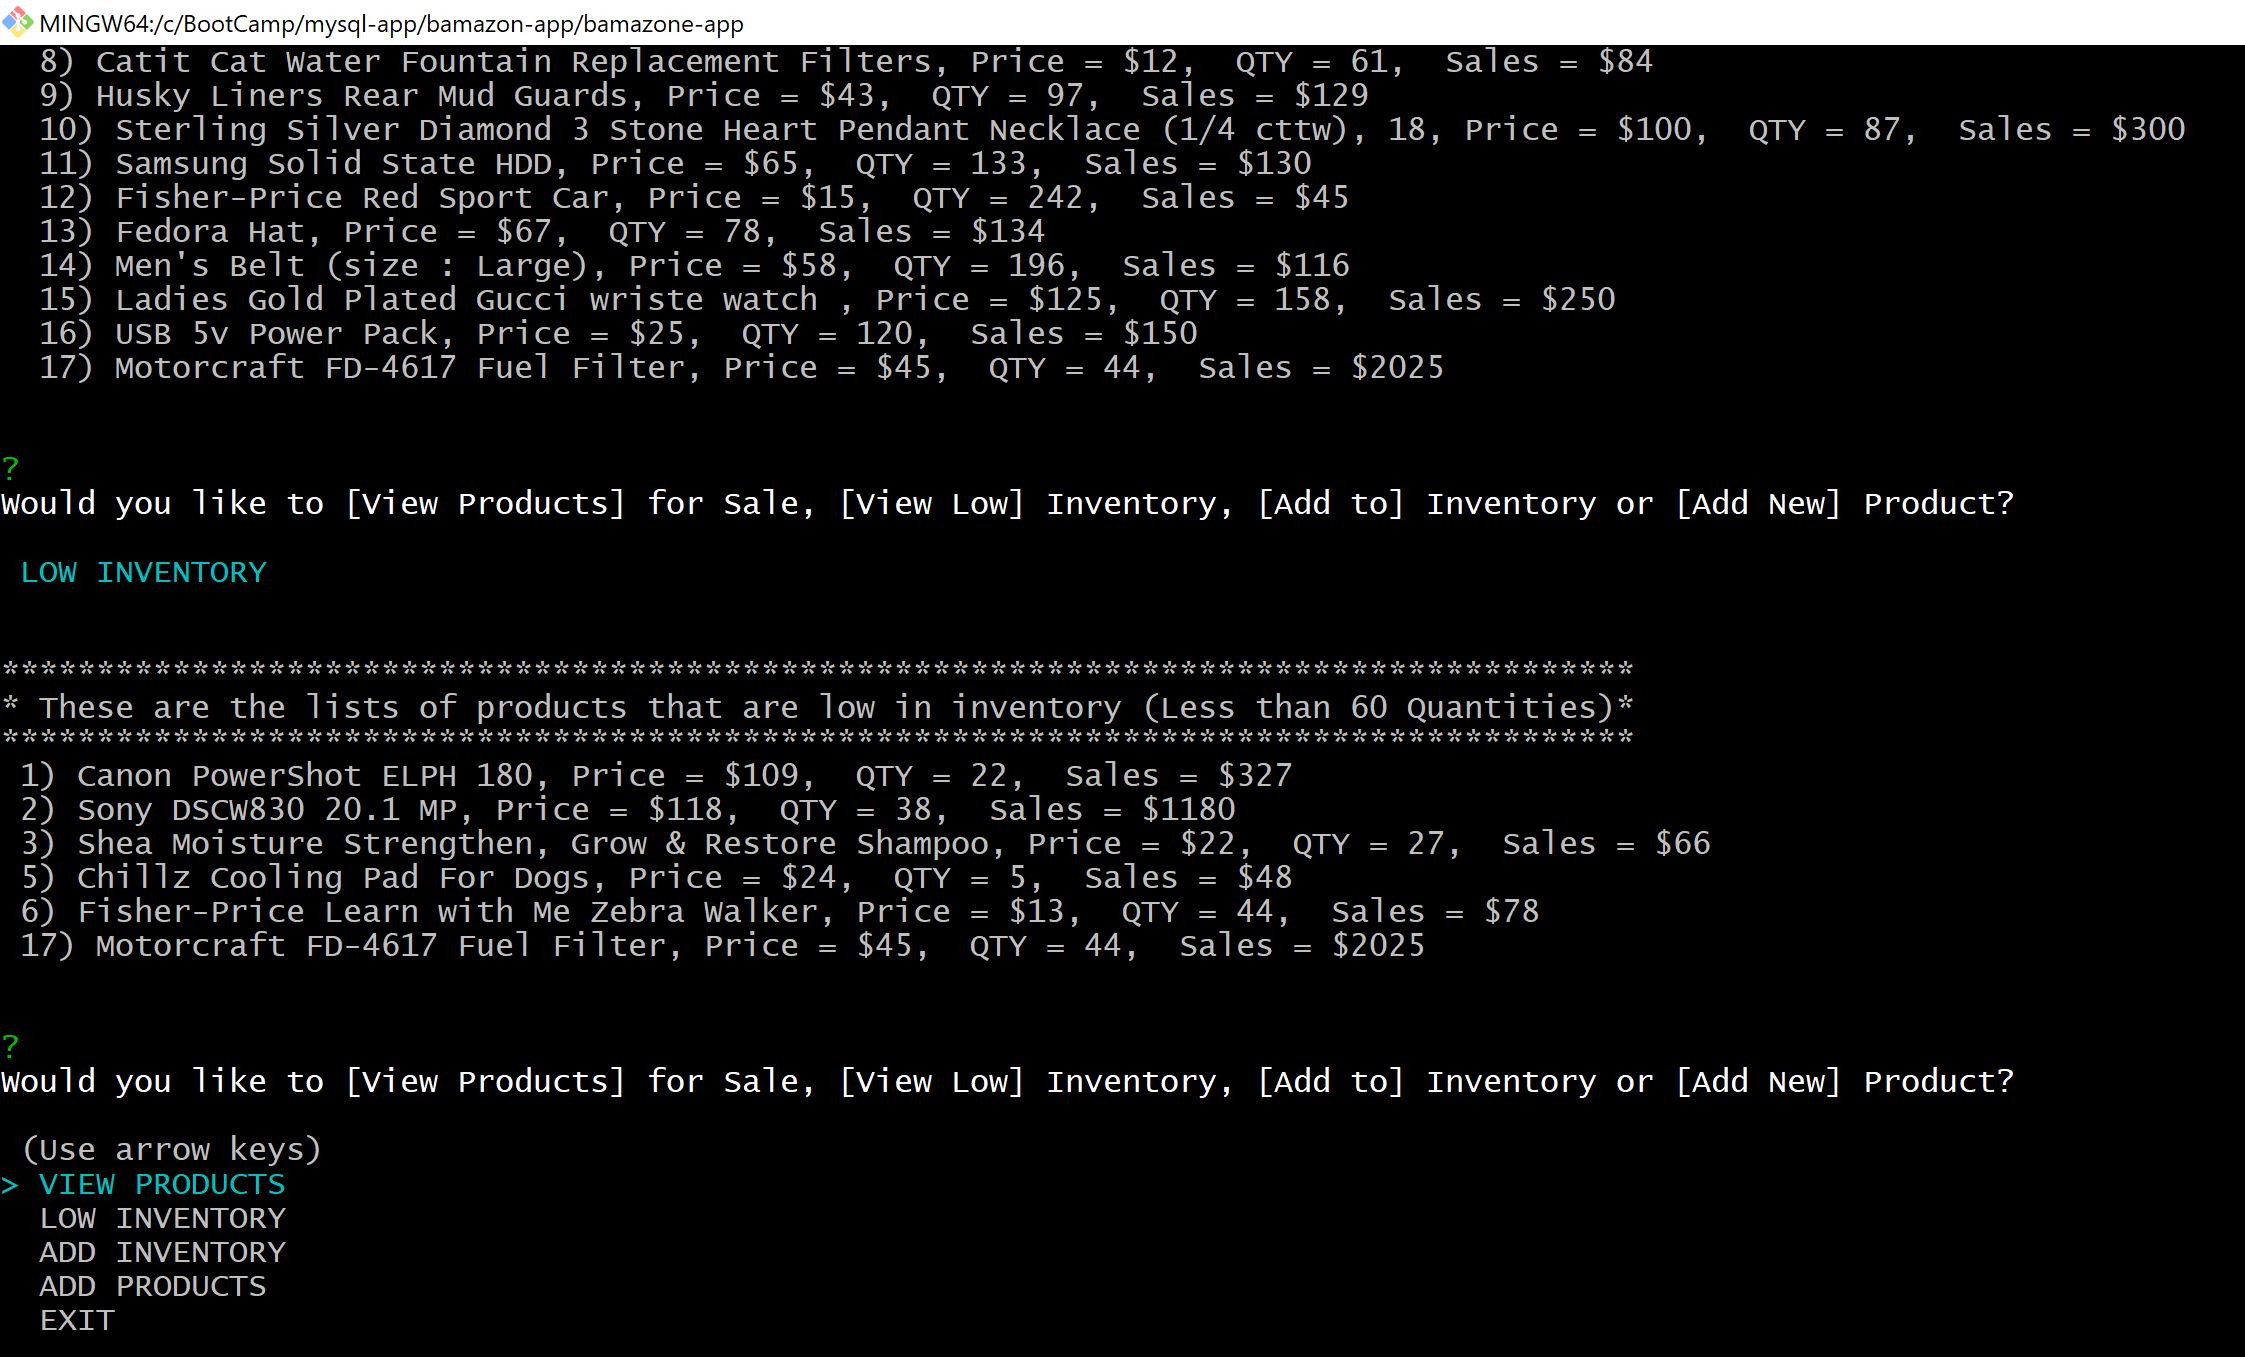 MINGW64:/c/BootCamp/mysql-app/bamazon-app/bamazone-app
8) Catit Cat Water Fountain Replacement Filters, Price = $12,  QTY = 61,  Sales = $84
9) Husky Liners Rear Mud Guards, Price = $43,  QTY = 97,  Sales = $129
10) Sterling Silver Diamond 3 Stone Heart Pendant Necklace (1/4 cttw), 18, Price = $100,  QTY = 87,  Sales = $300
11) Samsung Solid State HDD, Price = $65,  QTY = 133,  Sales = $130
12) Fisher-Price Red Sport Car, Price = $15,  QTY = 242,  Sales = $45
13) Fedora Hat, Price = $67,  QTY = 78,  Sales = $134
14) Men's Belt (size : Large), Price = $58,  QTY = 196,  Sales = $116
15) Ladies Gold Plated Gucci wriste watch , Price = $125,  QTY = 158,  Sales = $250
16) USB 5v Power Pack, Price = $25,  QTY = 120,  Sales = $150
17) Motorcraft FD-4617 Fuel Filter, Price = $45,  QTY = 44,  Sales = $2025
?
Would you like to [View Products] for Sale, [View Low] Inventory, [Add to] Inventory or [Add New] Product?
LOW INVENTORY
**************************************************************************************
* These are the lists of products that are low in inventory (Less than 60 Quantities)*
**************************************************************************************
1) Canon PowerShot ELPH 180, Price = $109,  QTY = 22,  Sales = $327
2) Sony DSCW830 20.1 MP, Price = $118,  QTY = 38,  Sales = $1180
3) Shea Moisture Strengthen, Grow & Restore Shampoo, Price = $22,  QTY = 27,  Sales = $66
5) Chillz Cooling Pad For Dogs, Price = $24,  QTY = 5,  Sales = $48
6) Fisher-Price Learn with Me Zebra Walker, Price = $13,  QTY = 44,  Sales = $78
17) Motorcraft FD-4617 Fuel Filter, Price = $45,  QTY = 44,  Sales = $2025
?
Would you like to [View Products] for Sale, [View Low] Inventory, [Add to] Inventory or [Add New] Product?
(Use arrow keys)
> VIEW PRODUCTS
LOW INVENTORY
ADD INVENTORY
ADD PRODUCTS
EXIT